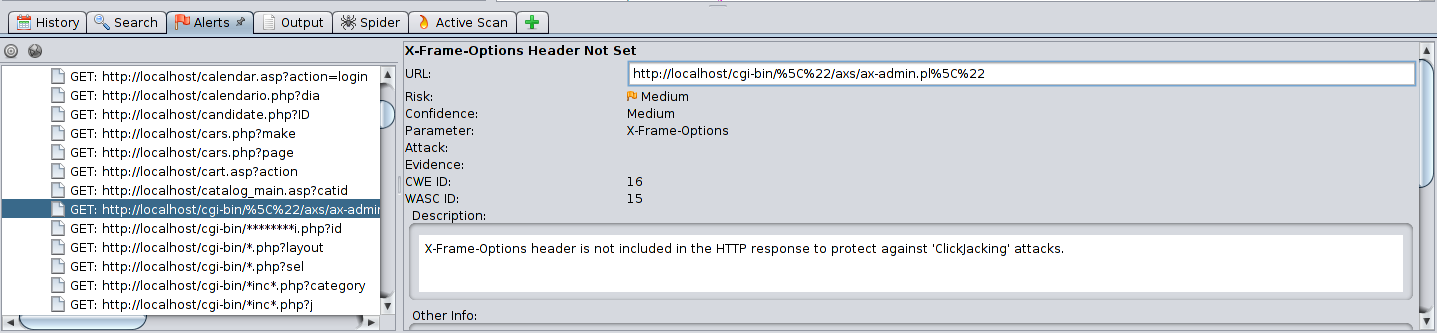 History Search Alerts Output Spider Active Scan
GET: http://localhost/calendar.asp?action=login
GET: http://localhost/calendario.php?dia
GET: http://localhost/candidate.php?ID
GET: http://localhost/cars.php?make
GET: http://localhost/cars.php?page
GET: http://localhost/cart.asp?action
GET: http://localhost/catalog_main.asp?catid
GET: http://localhost/cgi-bin/%5C%22/axs/ax-admin
GET: http://localhost/cgi-bin/********i.php?id
GET: http://localhost/cgi-bin/*.php?layout
GET: http://localhost/cgi-bin/*.php?sel
GET: http://localhost/cgi-bin/*inc*.php?category
GET: http://localhost/cgi-bin/*inc*.php?j
X-Frame-Options Header Not Set
URL: http://localhost/cgi-bin/%5C%22/axs/ax-admin.pl%5C%22
Risk: Medium
Confidence: Medium
Parameter: X-Frame-Options
Attack:
Evidence:
CWE ID: 16
WASC ID: 15
Description:
X-Frame-Options header is not included in the HTTP response to protect against 'ClickJacking' attacks.
Other Info: